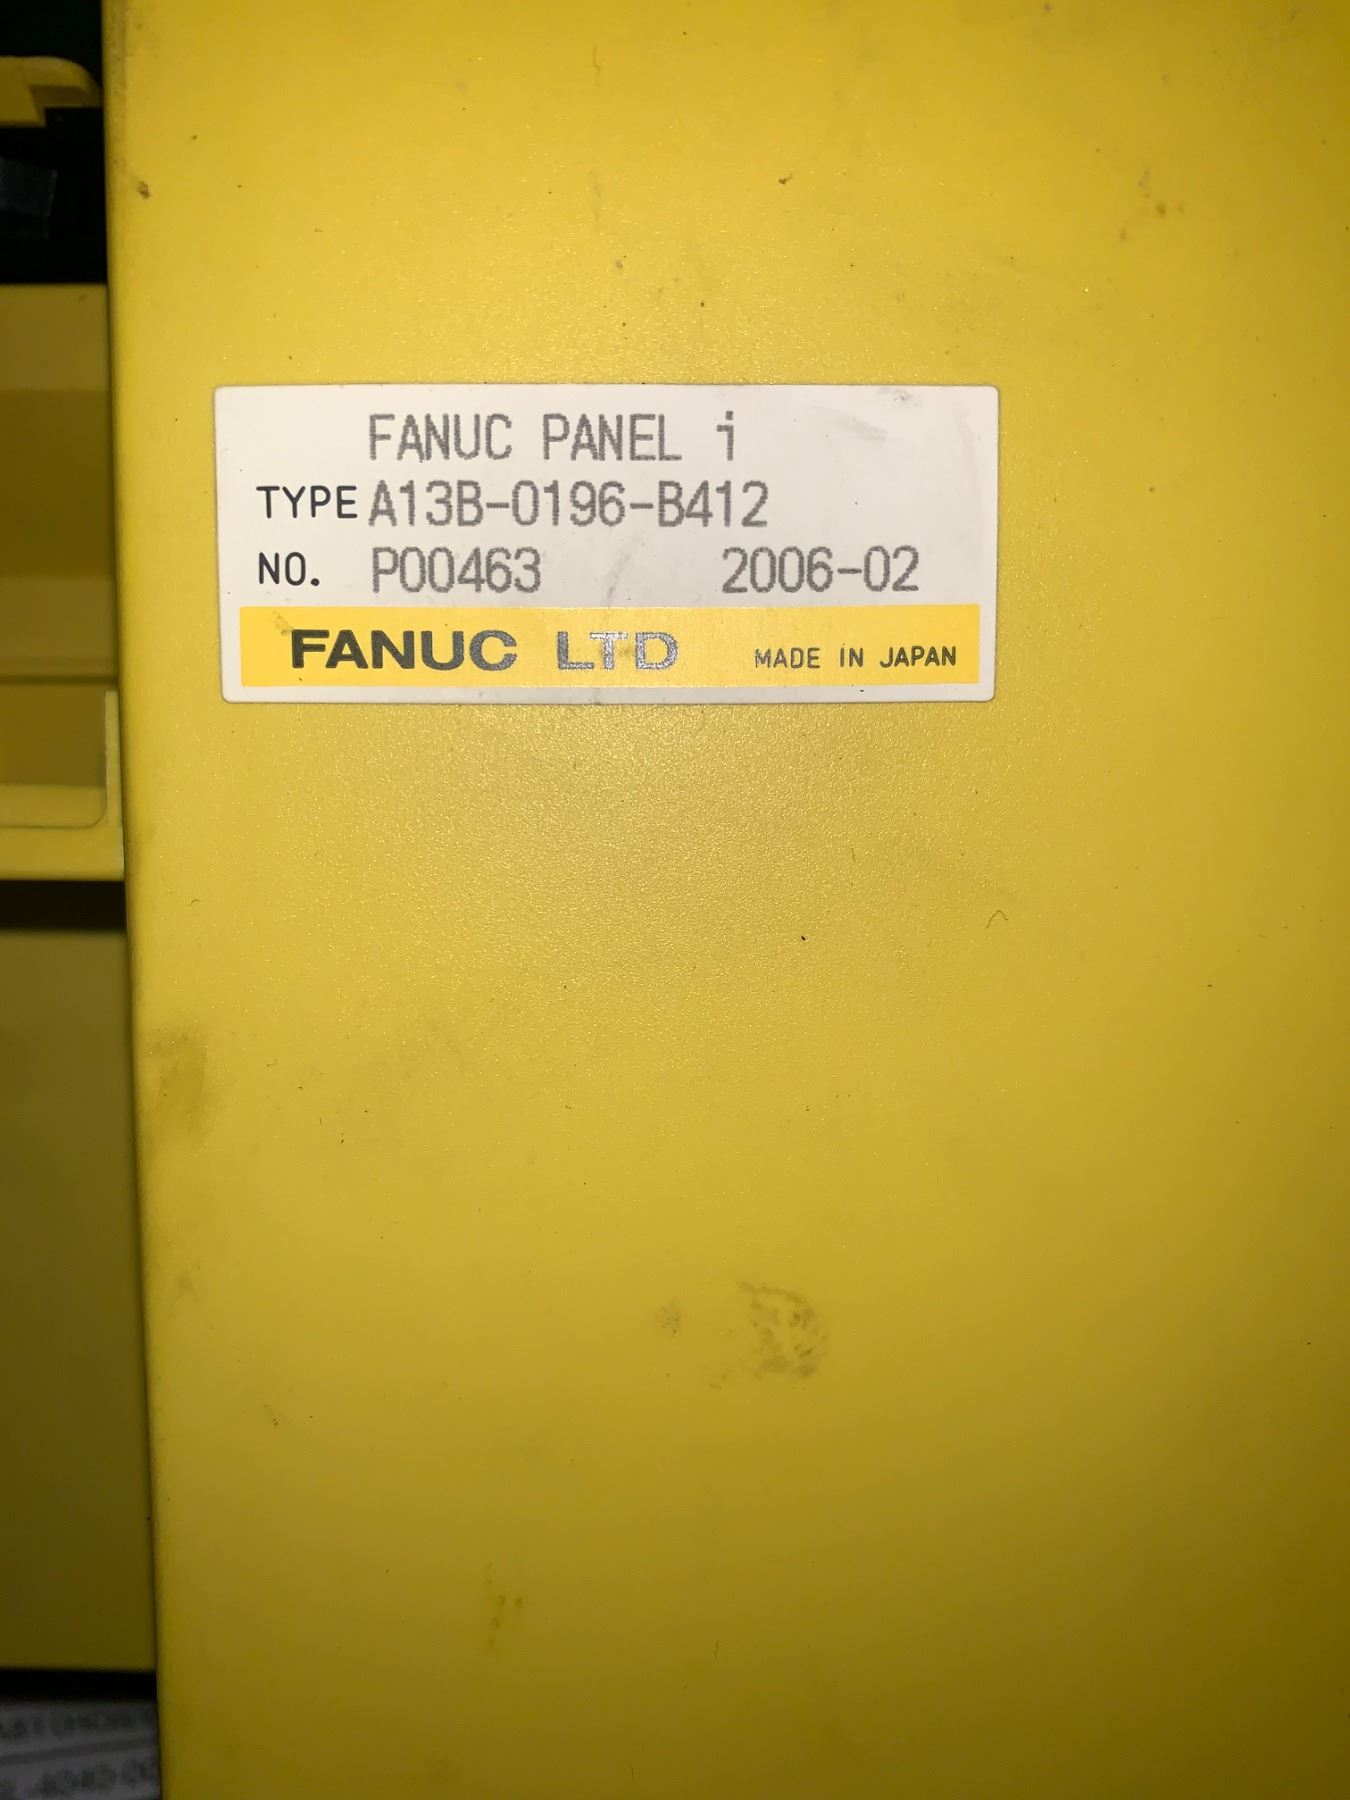 FANUC PANEL i
TYPE A13B-0196-B412
NO. P00463 2006-02
FANUC LTD MADE IN JAPAN